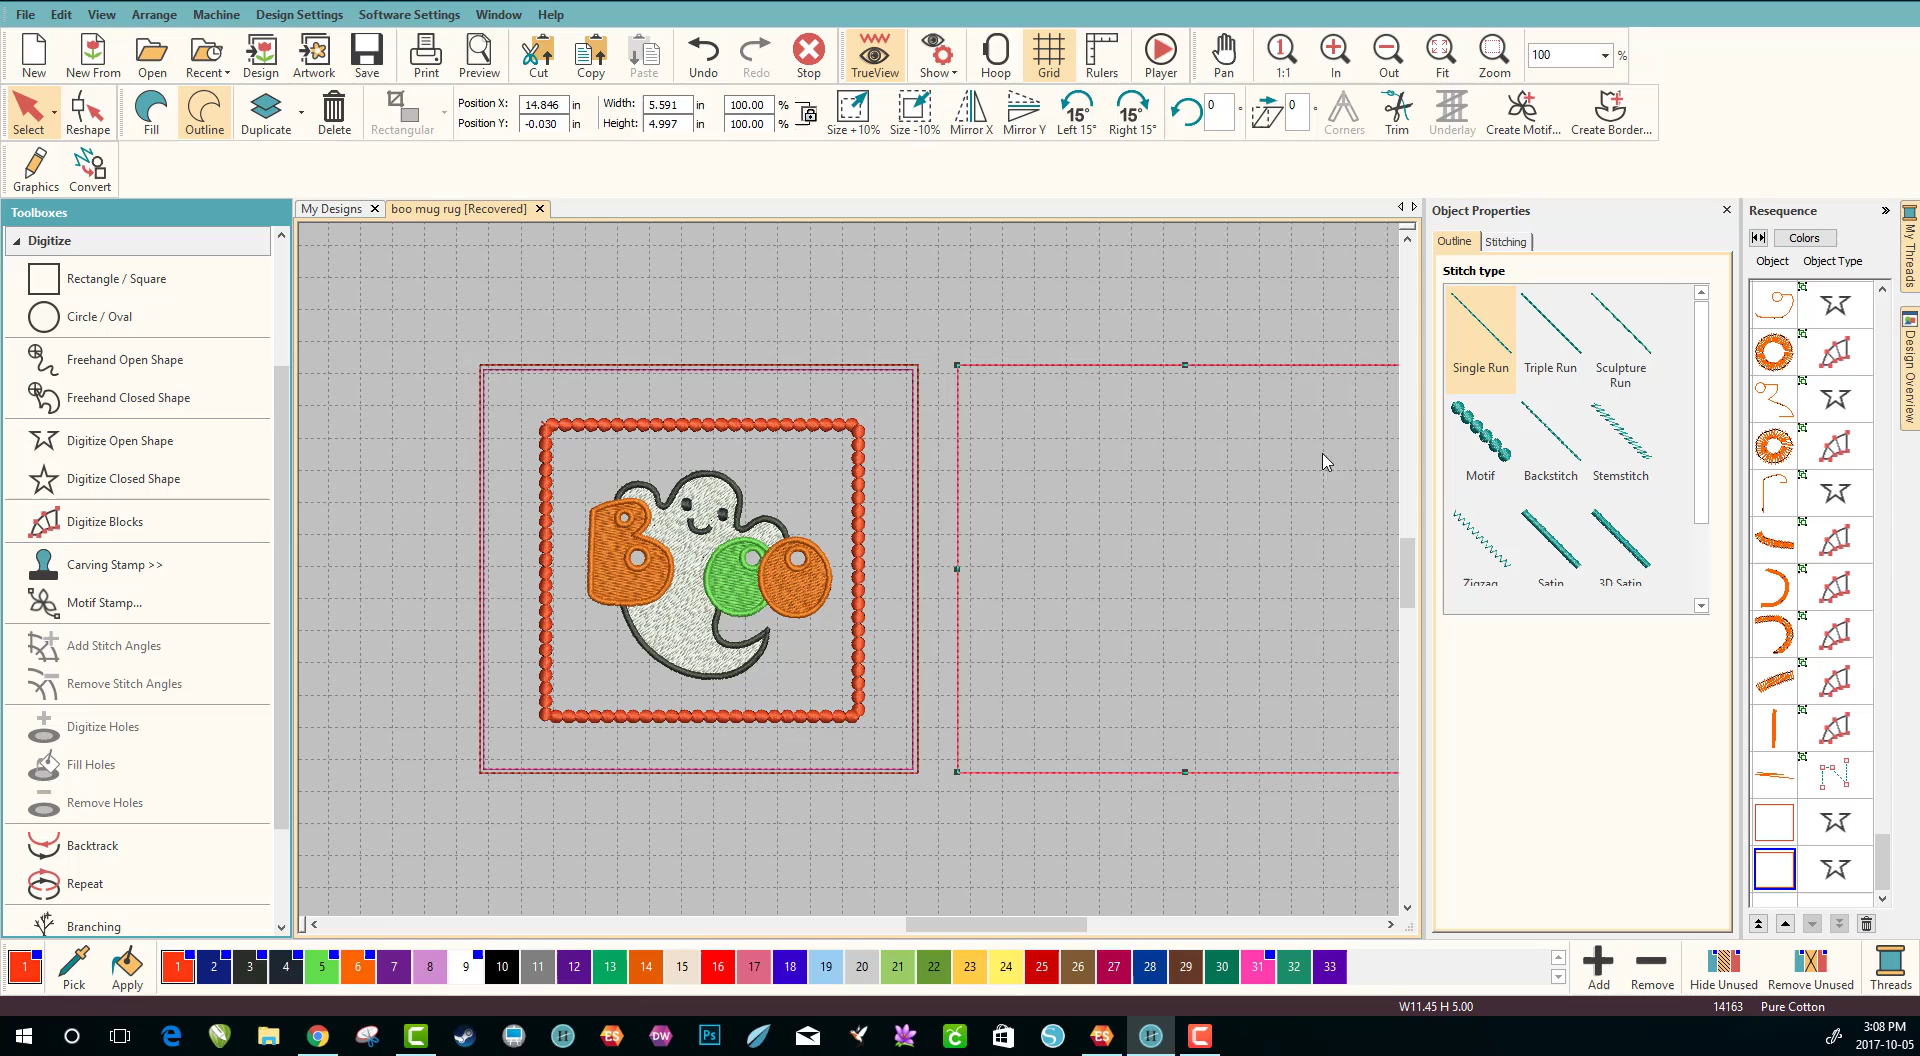 File Edit View Arrange Machine Design Settings Software Settings Window Help
New New From Open Recent Design Artwork Save Print Preview Cut Copy Paste Undo Redo Stop TrueView Show Hoop Grid Rulers Player Pan 1:1 In Out Fit Zoom 100 %
Select Reshape Fill Outline Duplicate Delete Rectangular
Position X: 14.846 in Width: 5.591 in 100.00 %
Position Y: -0.030 in Height: 4.997 in 100.00 %
Size +10% Size -10% Mirror X Mirror Y 15° Left 15° 15° Right 15° 0 ° 0 ° Corners Trim Underlay Create Motif... Create Border...
Graphics Convert
Toolboxes
Digitize
Rectangle / Square
Circle / Oval
Freehand Open Shape
Freehand Closed Shape
Digitize Open Shape
Digitize Closed Shape
Digitize Blocks
Carving Stamp >>
Motif Stamp...
Add Stitch Angles
Remove Stitch Angles
Digitize Holes
Fill Holes
Remove Holes
Backtrack
Repeat
Branching
My Designs boo mug rug [Recovered]
BOO
Object Properties
Outline Stitching
Stitch type
Single Run Triple Run Sculpture Run
Motif Backstitch Stemstitch
Zigzag Satin 3D Satin
Resequence
Colors
Object Object Type
My Threads
Design Overview
1 Pick Apply 1 2 3 4 5 6 7 8 9 10 11 12 13 14 15 16 17 18 19 20 21 22 23 24 25 26 27 28 29 30 31 32 33 Add Remove Hide Unused Remove Unused Threads
W11.45 H 5.00 14163 Pure Cotton
ES DW Ps ES
3:08 PM
2017-10-05